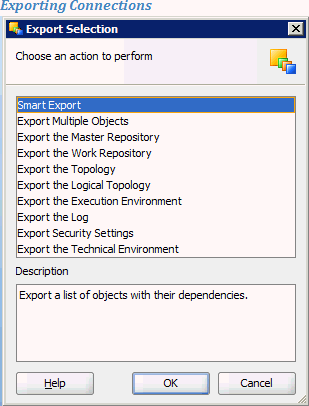 Exporting Connections
Export Selection
Choose an action to perform
Smart Export
Export Multiple Objects
Export the Master Repository
Export the Work Repository
Export the Topology
Export the Logical Topology
Export the Execution Environment
Export the Log
Export Security Settings
Export the Technical Environment
Description
Export a list of objects with their dependencies.
Help OK Cancel